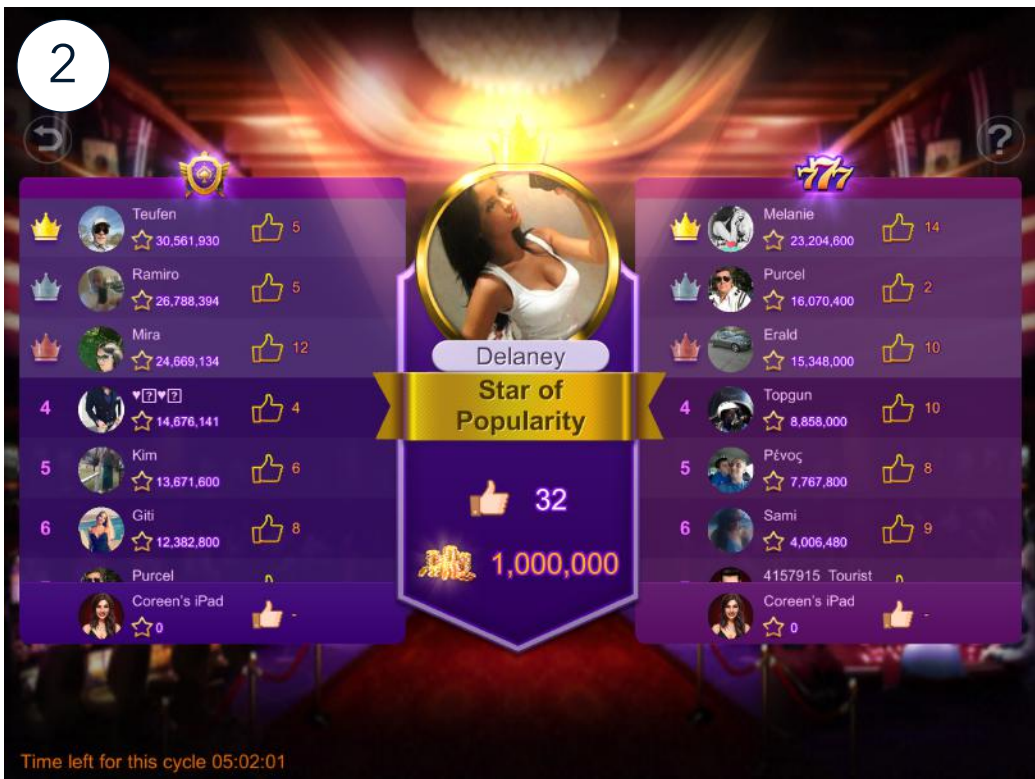 2
?
777
Teufen
30,561,930
5
Ramiro
26,788,394
5
Mira
24,669,134
12
4
♥⍰♥⍰
14,676,141
4
5
Kim
13,671,600
6
6
Giti
12,382,800
8
Purcel
Coreen's iPad
0
-
Delaney
Star of
Popularity
32
1,000,000
Melanie
23,204,600
14
Purcel
16,070,400
2
Erald
15,348,000
10
4
Topgun
8,858,000
10
5
Ρένος
7,767,800
8
6
Sami
4,006,480
9
4157915 Tourist
Coreen's iPad
0
-
Time left for this cycle 05:02:01